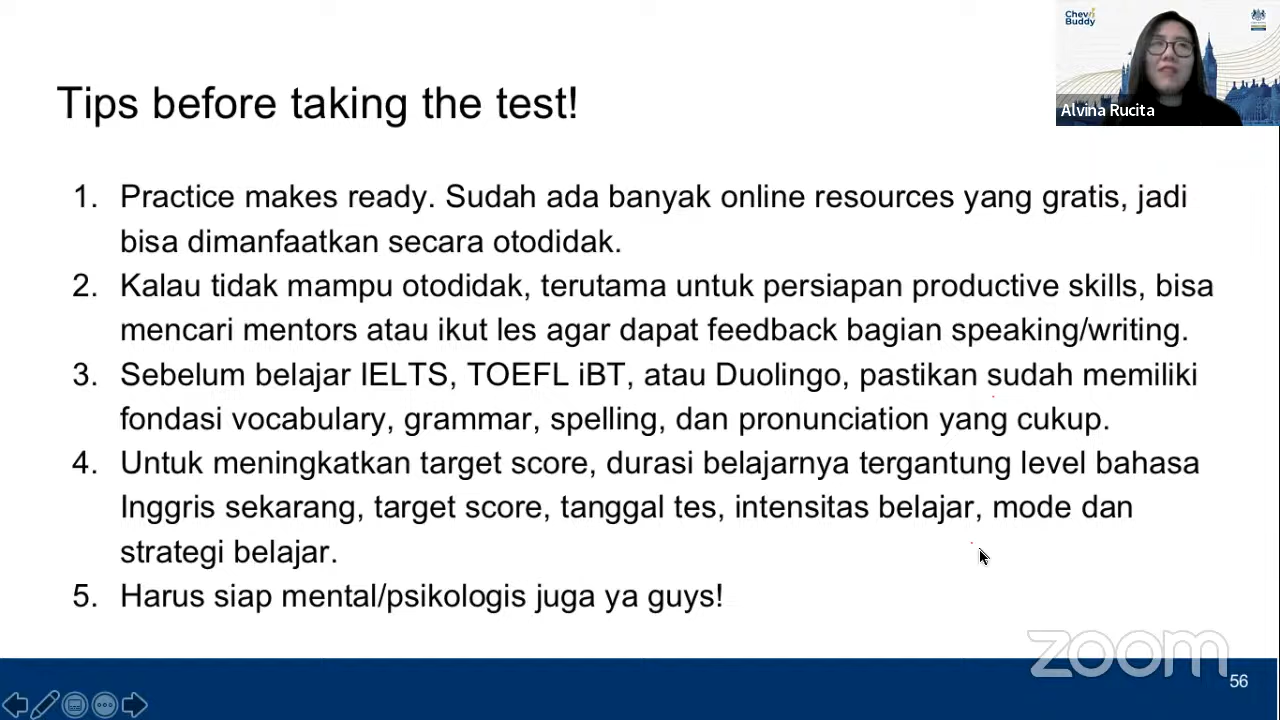 Chev
Buddy
Alvina Rucita
Tips before taking the test!
1. Practice makes ready. Sudah ada banyak online resources yang gratis, jadi
bisa dimanfaatkan secara otodidak.
2. Kalau tidak mampu otodidak, terutama untuk persiapan productive skills, bisa
mencari mentors atau ikut les agar dapat feedback bagian speaking/writing.
3. Sebelum belajar IELTS, TOEFL iBT, atau Duolingo, pastikan sudah memiliki
fondasi vocabulary, grammar, spelling, dan pronunciation yang cukup.
4. Untuk meningkatkan target score, durasi belajarnya tergantung level bahasa
Inggris sekarang, target score, tanggal tes, intensitas belajar, mode dan
strategi belajar.
5. Harus siap mental/psikologis juga ya guys!
zoom
56